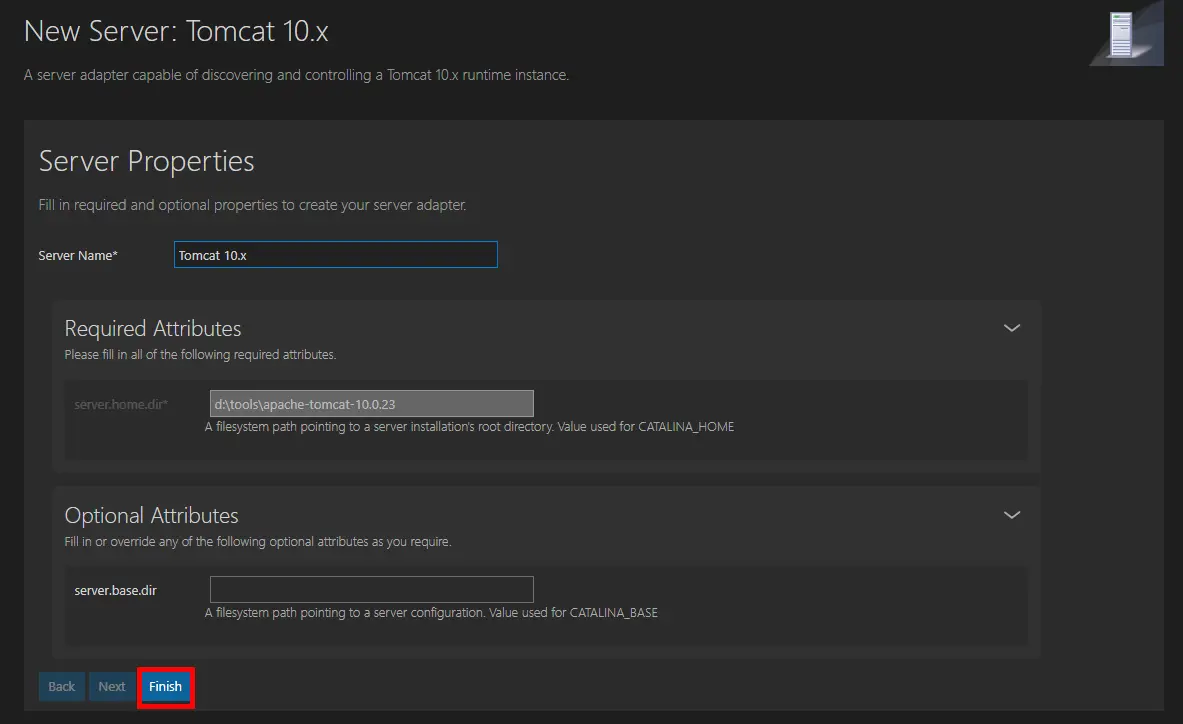 New Server: Tomcat 10.x
A server adapter capable of discovering and controlling a Tomcat 10.x runtime instance.
Server Properties
Fill in required and optional properties to create your server adapter.
Server Name*
Tomcat 10.x
Required Attributes
Please fill in all of the following required attributes.
server.home.dir*
d:\tools\apache-tomcat-10.0.23
A filesystem path pointing to a server installation's root directory. Value used for CATALINA_HOME
Optional Attributes
Fill in or override any of the following optional attributes as you require.
server.base.dir
A filesystem path pointing to a server configuration. Value used for CATALINA_BASE
Back Next Finish